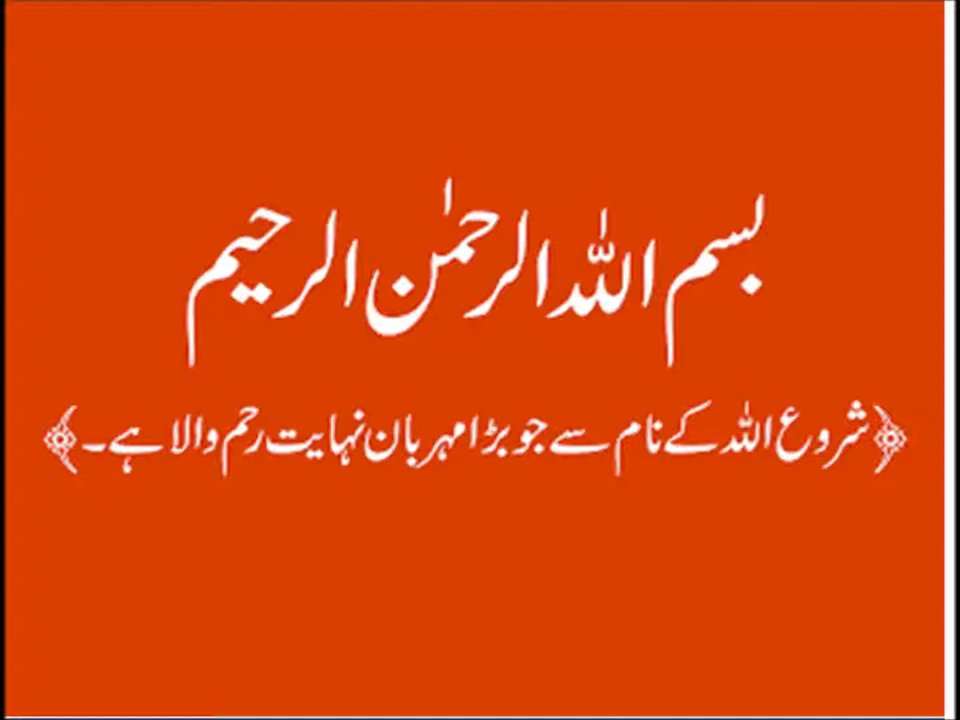 بسم اللہ الرحمٰن الرحیم
﴿شروع اللہ کے نام سے جو بڑا مہربان نہایت رحم والا ہے۔﴾